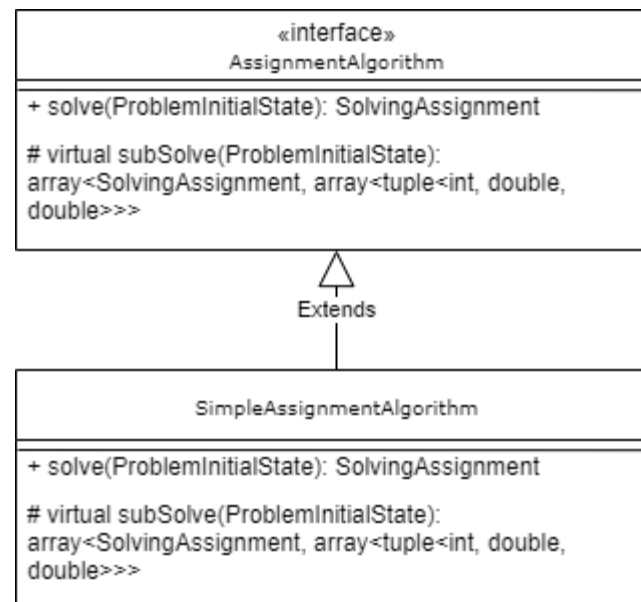 «interface»
AssignmentAlgorithm
+ solve(ProblemInitialState): SolvingAssignment
# virtual subSolve(ProblemInitialState):
array<SolvingAssignment, array<tuple<int, double,
double>>>
Extends
SimpleAssignmentAlgorithm
+ solve(ProblemInitialState): SolvingAssignment
# virtual subSolve(ProblemInitialState):
array<SolvingAssignment, array<tuple<int, double,
double>>>